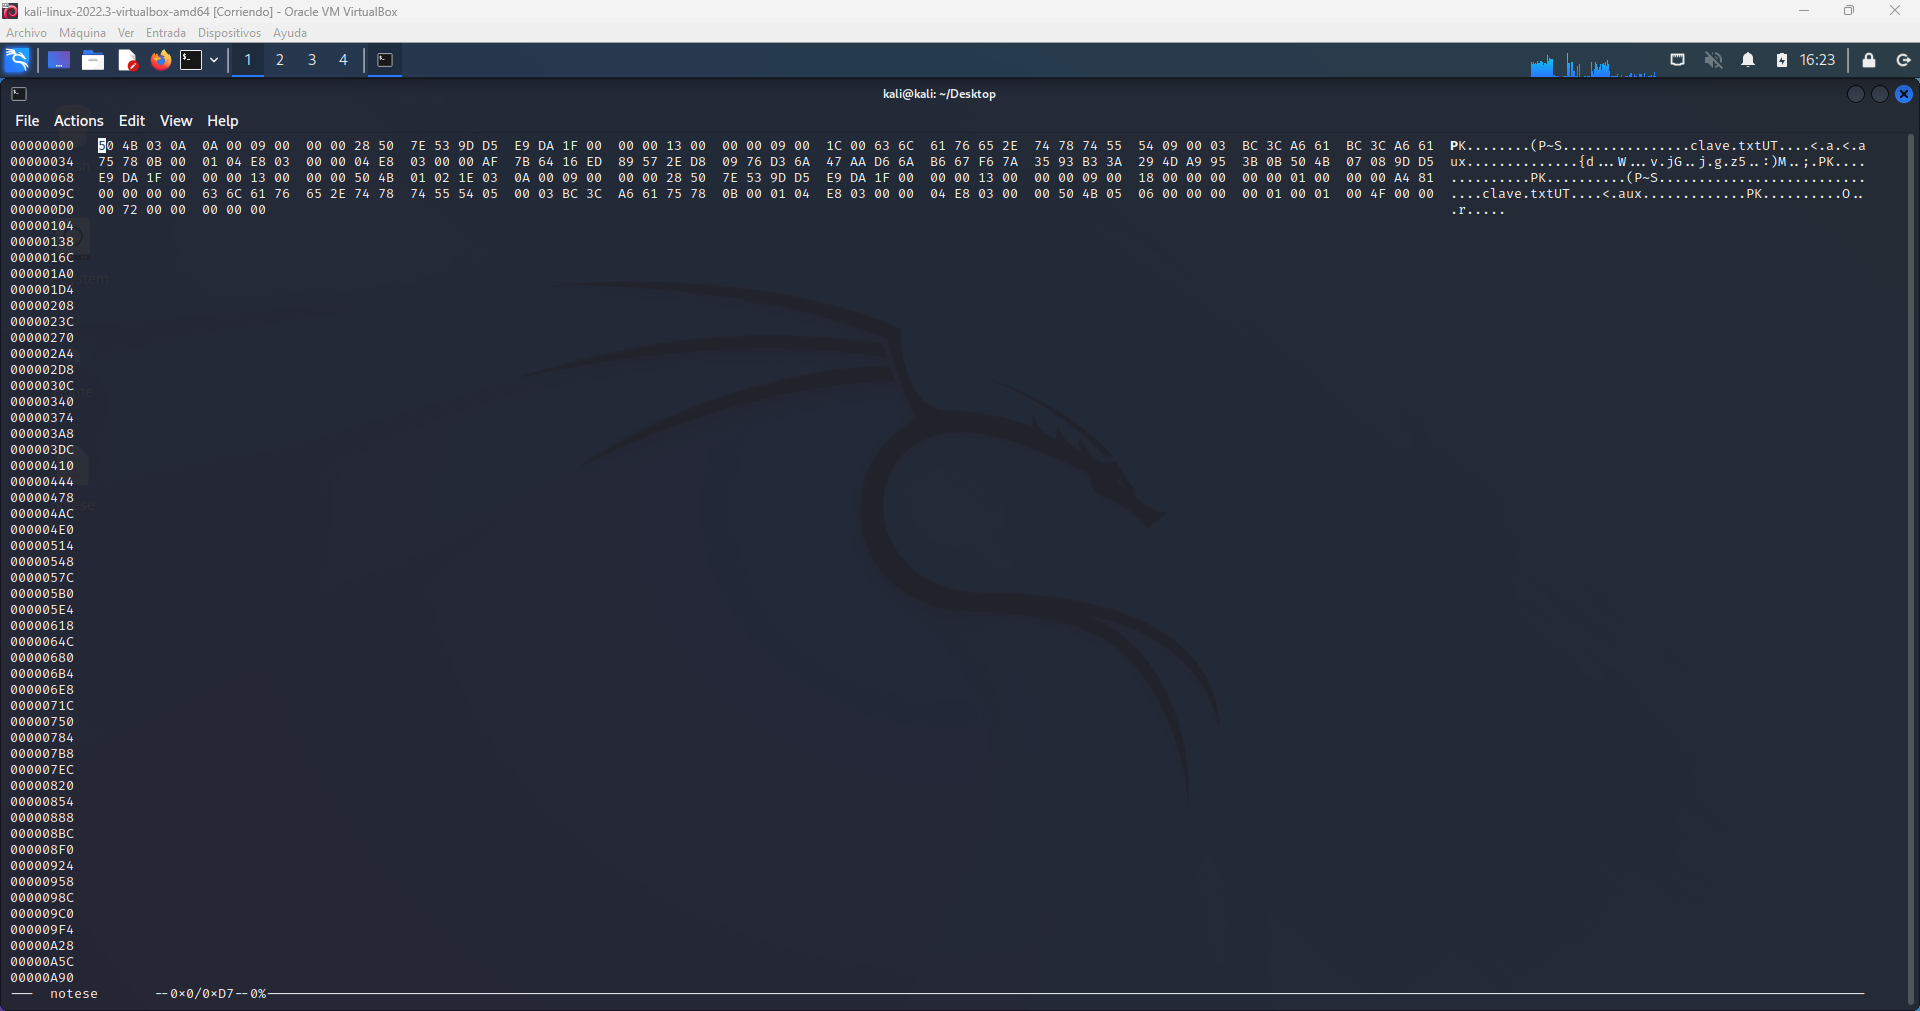 kali-linux-2022.3-virtualbox-amd64 [Corriendo] - Oracle VM VirtualBox
Archivo Máquina Ver Entrada Dispositivos Ayuda
1 2 3 4 16:23
kali@kali: ~/Desktop
File Actions Edit View Help
00000000 50 4B 03 0A 0A 00 09 00 00 00 28 50 7E 53 9D D5 E9 DA 1F 00 00 00 13 00 00 00 09 00 1C 00 63 6C 61 76 65 2E 74 78 74 55 54 09 00 03 BC 3C A6 61 BC 3C A6 61 PK........(P~S................clave.txtUT....<.a.<.a
00000034 75 78 0B 00 01 04 E8 03 00 00 04 E8 03 00 00 AF 7B 64 16 ED 89 57 2E D8 09 76 D3 6A 47 AA D6 6A B6 67 F6 7A 35 93 B3 3A 29 4D A9 95 3B 0B 50 4B 07 08 9D D5 ux..............{d...W...v.jG..j.g.z5..:)M..;.PK....
00000068 E9 DA 1F 00 00 00 13 00 00 00 50 4B 01 02 1E 03 0A 00 09 00 00 00 28 50 7E 53 9D D5 E9 DA 1F 00 00 00 13 00 00 00 09 00 18 00 00 00 00 00 01 00 00 00 A4 81 ..........PK..........(P~S..........................
0000009C 00 00 00 00 63 6C 61 76 65 2E 74 78 74 55 54 05 00 03 BC 3C A6 61 75 78 0B 00 01 04 E8 03 00 00 04 E8 03 00 00 50 4B 05 06 00 00 00 00 01 00 01 00 4F 00 00 ....clave.txtUT....<.aux.............PK..........O..
000000D0 00 72 00 00 00 00 00 .r.....
00000104
00000138
0000016C
000001A0
000001D4
00000208
0000023C
00000270
000002A4
000002D8
0000030C
00000340
00000374
000003A8
000003DC
00000410
00000444
00000478
000004AC
000004E0
00000514
00000548
0000057C
000005B0
000005E4
00000618
0000064C
00000680
000006B4
000006E8
0000071C
00000750
00000784
000007B8
000007EC
00000820
00000854
00000888
000008BC
000008F0
00000924
00000958
0000098C
000009C0
000009F4
00000A28
00000A5C
00000A90
--- notese --0×0/0×D7--0%